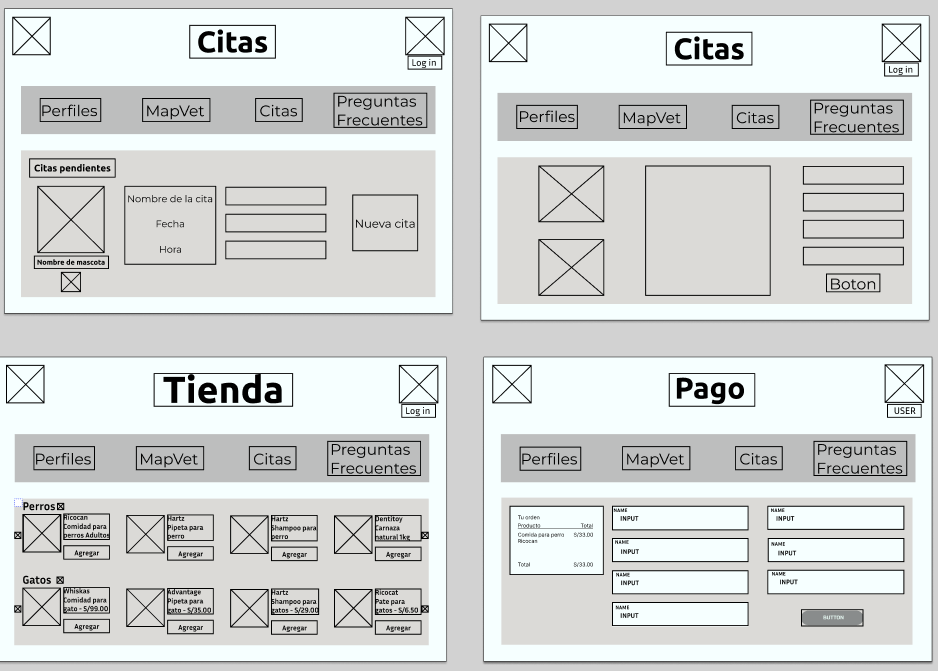 Citas
Log in
Perfiles
MapVet
Citas
Preguntas
Frecuentes
Citas pendientes
Nombre de la cita
Fecha
Hora
Nueva cita
Nombre de mascota
Citas
Log in
Perfiles
MapVet
Citas
Preguntas
Frecuentes
Boton
Tienda
Log in
Perfiles
MapVet
Citas
Preguntas
Frecuentes
Perros
Ricocan
Comidad para
perros Adultos
Agregar
Hartz
Pipeta para
perro
Agregar
Hartz
Shampoo para
perro
Agregar
Dentitoy
Carnaza
natural 1kg
Agregar
Gatos
Whiskas
Comidad para
gato - S/99.00
Agregar
Advantage
Pipeta para
gato - S/35.00
Agregar
Hartz
Shampoo para
gatos - S/29.00
Agregar
Ricocat
Pate para
gatos - S/6.50
Agregar
Pago
USER
Perfiles
MapVet
Citas
Preguntas
Frecuentes
Tu orden
Producto Total
Comida para perro S/33.00
Ricocan
Total S/33.00
NAME
INPUT
NAME
INPUT
NAME
INPUT
NAME
INPUT
NAME
INPUT
NAME
INPUT
NAME
INPUT
BUTTON